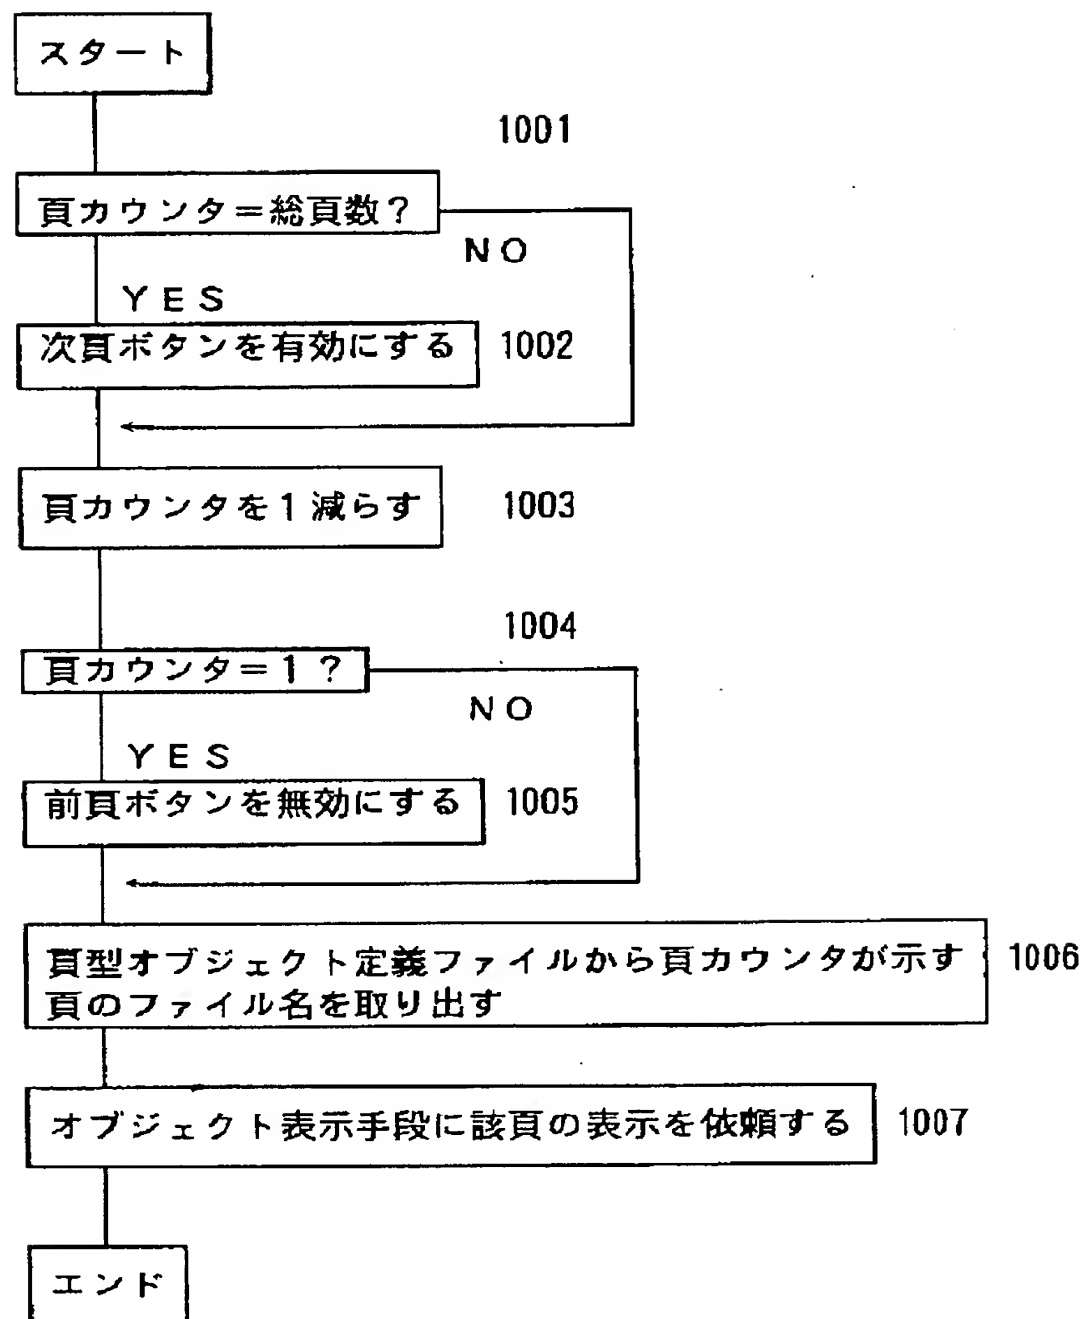 スタート
1001
頁カウンタ＝総頁数？
NO
YES
次頁ボタンを有効にする 1002
頁カウンタを1減らす 1003
1004
頁カウンタ＝1？
NO
YES
前頁ボタンを無効にする 1005
頁型オブジェクト定義ファイルから頁カウンタが示す 1006
頁のファイル名を取り出す
オブジェクト表示手段に該頁の表示を依頼する 1007
エンド